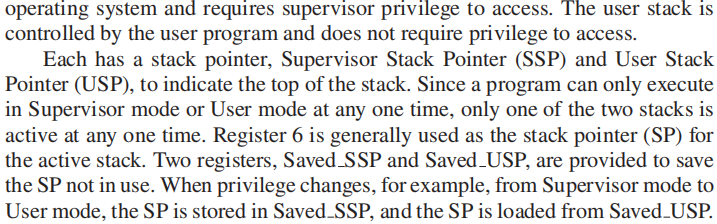 operating system and requires supervisor privilege to access. The user stack is
controlled by the user program and does not require privilege to access.
Each has a stack pointer, Supervisor Stack Pointer (SSP) and User Stack
Pointer (USP), to indicate the top of the stack. Since a program can only execute
in Supervisor mode or User mode at any one time, only one of the two stacks is
active at any one time. Register 6 is generally used as the stack pointer (SP) for
the active stack. Two registers, Saved_SSP and Saved_USP, are provided to save
the SP not in use. When privilege changes, for example, from Supervisor mode to
User mode, the SP is stored in Saved_SSP, and the SP is loaded from Saved_USP.